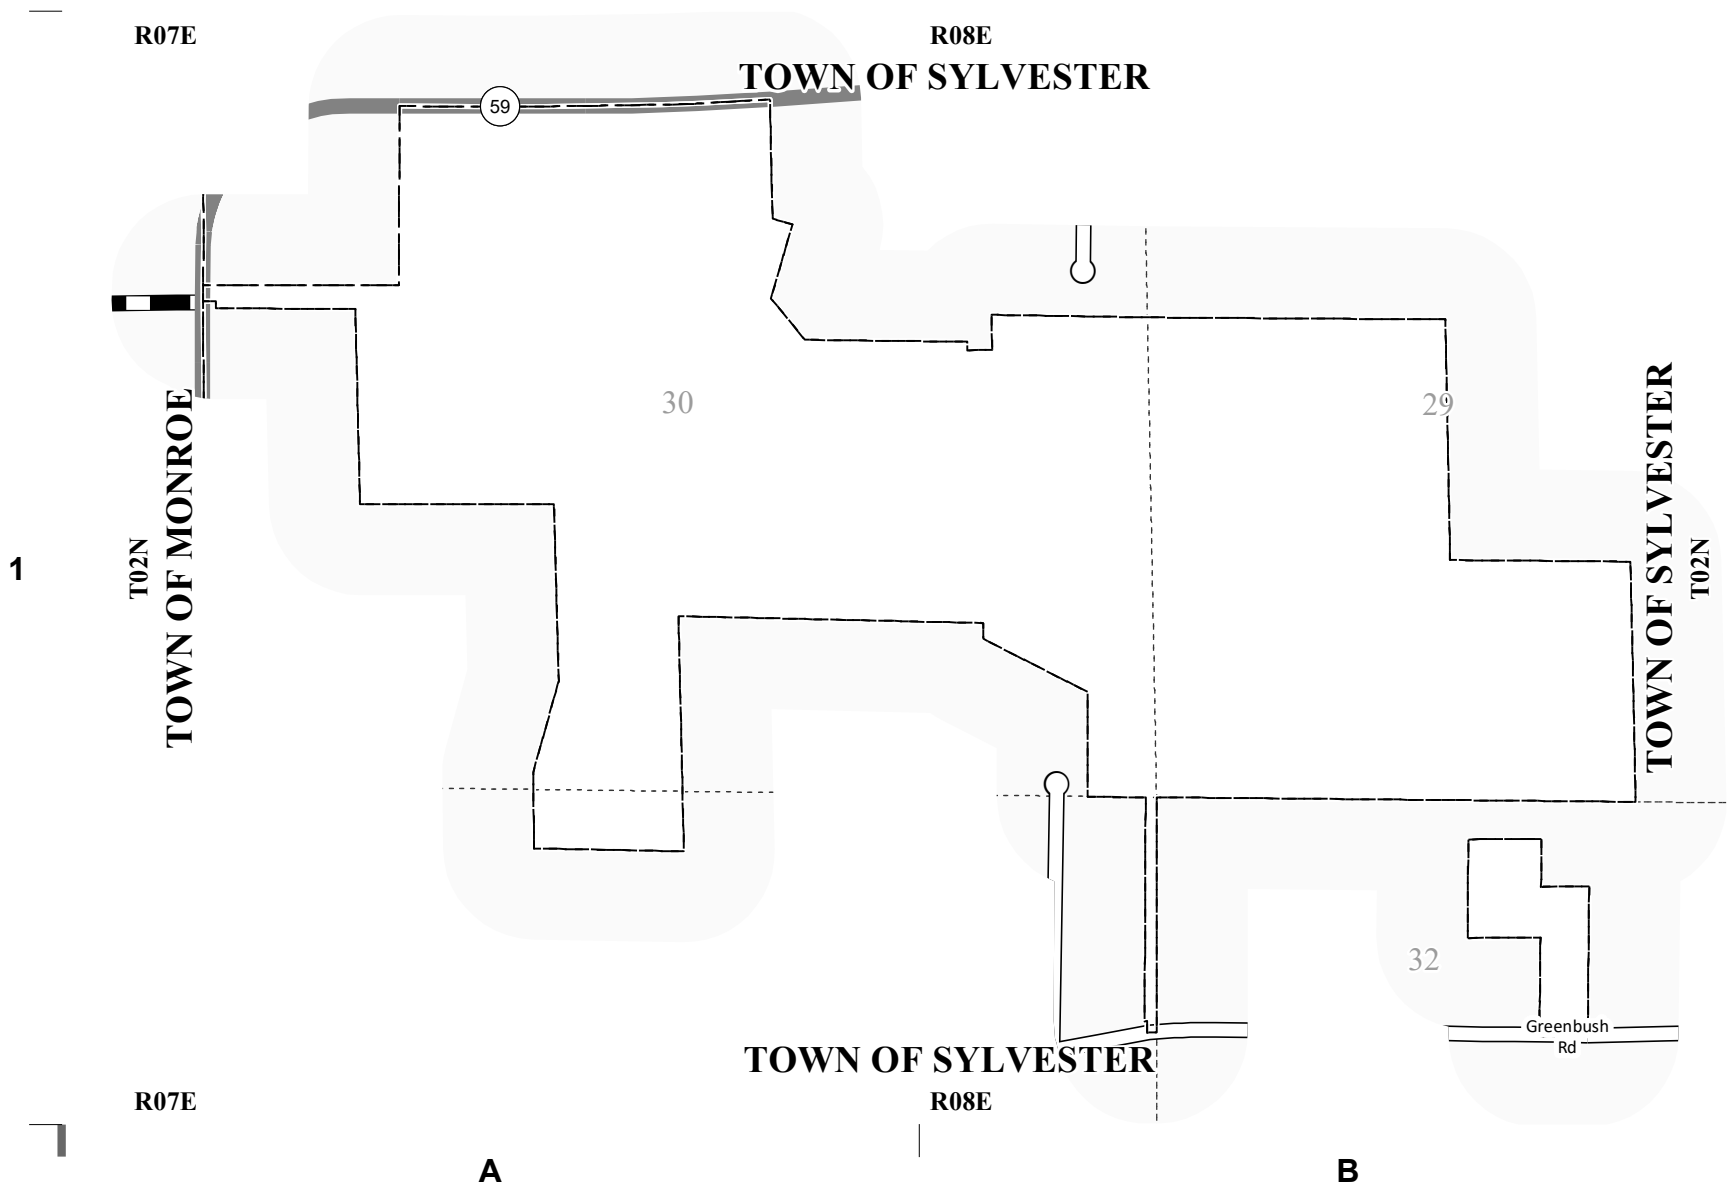 R07E
R08E
TOWN OF SYLVESTER
59
30
29
TOWN OF MONROE
T02N
1
TOWN OF SYLVESTER
T02N
32
Greenbush
Rd
TOWN OF SYLVESTER
R07E
R08E
A
B